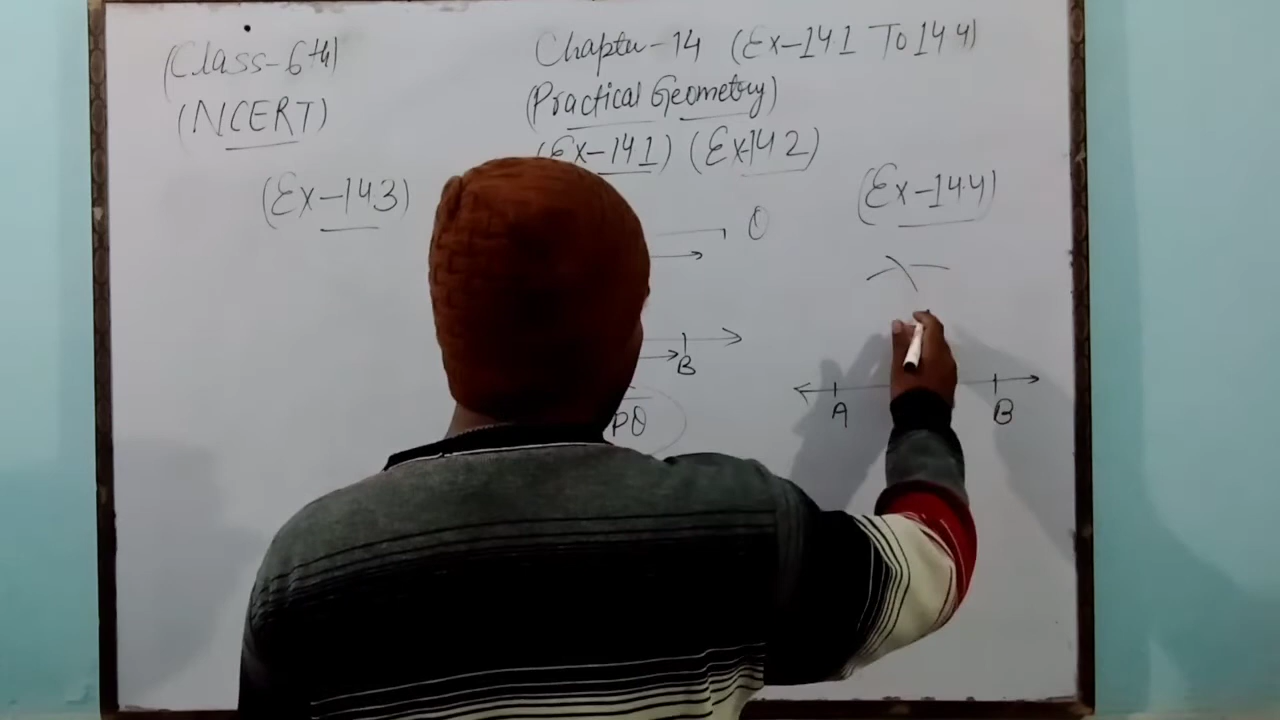 (Class-6th)
(NCERT)
Chapter-14 (Ex-14.1 To 14.4)
(Practical Geometry)
(Ex-14.1) (Ex-14.2)
(Ex-14.3)
(Ex-14.4)
Q
B
PQ
A
B